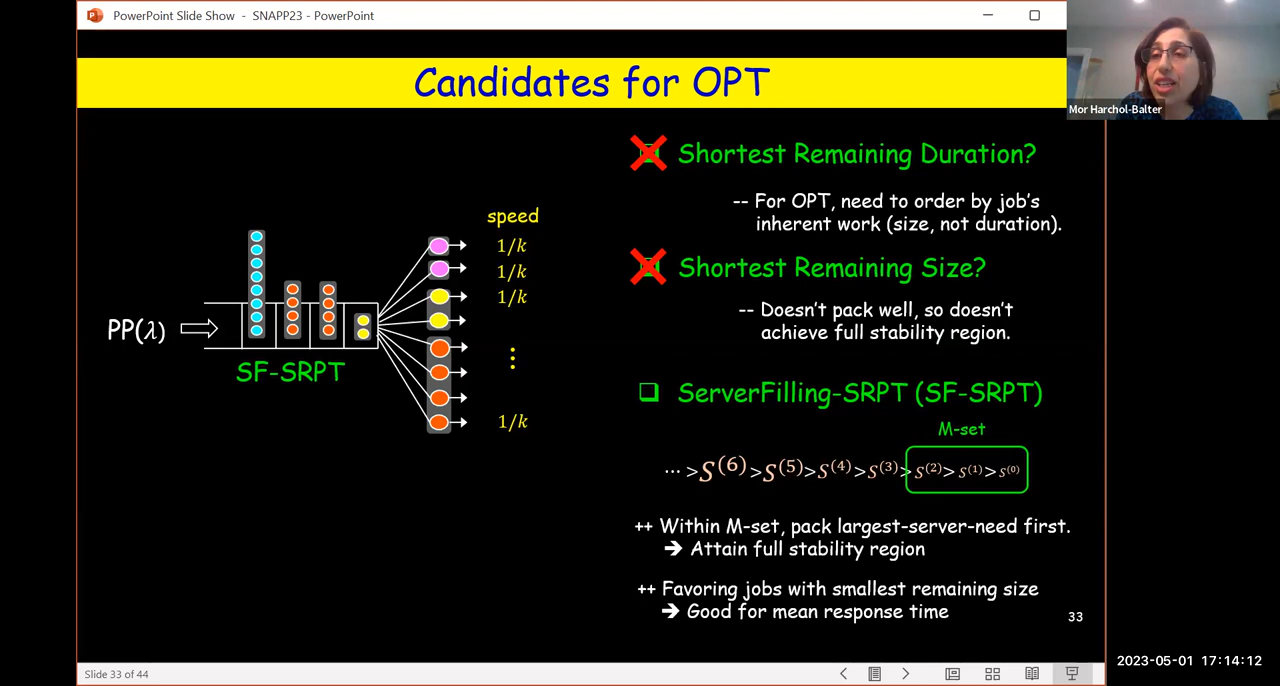 PowerPoint Slide Show - SNAPP23 - PowerPoint
Candidates for OPT
Mor Harchol-Balter
Shortest Remaining Duration?
-- For OPT, need to order by job's
inherent work (size, not duration).
Shortest Remaining Size?
-- Doesn't pack well, so doesn't
achieve full stability region.
ServerFilling-SRPT (SF-SRPT)
M-set
⋯ > S^(6) > S^(5) > S^(4) > S^(3) > S^(2) > S^(1) > S^(0)
++ Within M-set, pack largest-server-need first.
➔ Attain full stability region
++ Favoring jobs with smallest remaining size
➔ Good for mean response time
speed
1/k
1/k
1/k
⋮
1/k
PP(λ)
SF-SRPT
33
Slide 33 of 44
2023-05-01 17:14:12